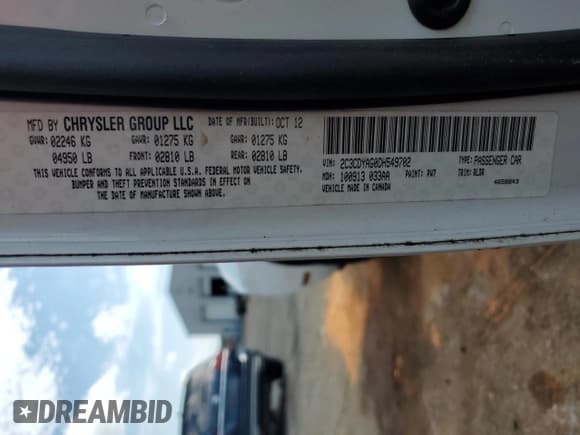 MFD BY CHRYSLER GROUP LLC
DATE OF MFR(BUILT): OCT 12
GVWR: 02246 KG
GAWR: 01275 KG
GAWR: 01275 KG
04950 LB
FRONT: 02810 LB
REAR: 02810 LB
THIS VEHICLE CONFORMS TO ALL APPLICABLE U.S.A. FEDERAL MOTOR VEHICLE SAFETY,
BUMPER AND THEFT PREVENTION STANDARDS IN EFFECT ON
THE DATE OF MANUFACTURE SHOWN ABOVE.
VIN: 2C3CDYAG0DH549702
TYPE: PASSENGER CAR
MDH: 100913 033AA
PAINT: PW7
TRIM: RLDR
VEHICLE MADE IN CANADA
DREAMBID